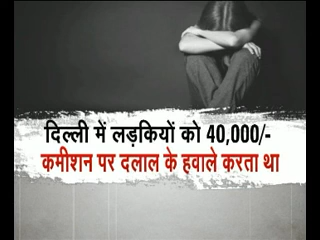 दिल्ली में लड़कियों को 40,000/-
कमीशन पर दलाल के हवाले करता था